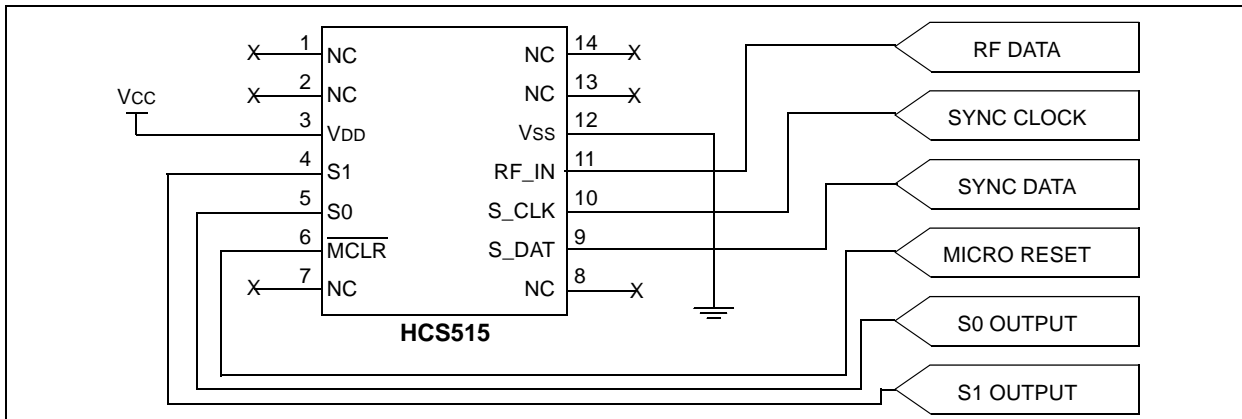 1 NC
2 NC
VCC
3 VDD
4 S1
5 S0
6 MCLR
7 NC
NC 14
NC 13
VSS 12
RF_IN 11
S_CLK 10
S_DAT 9
NC 8
X
X
X
X
X
X
HCS515
RF DATA
SYNC CLOCK
SYNC DATA
MICRO RESET
S0 OUTPUT
S1 OUTPUT